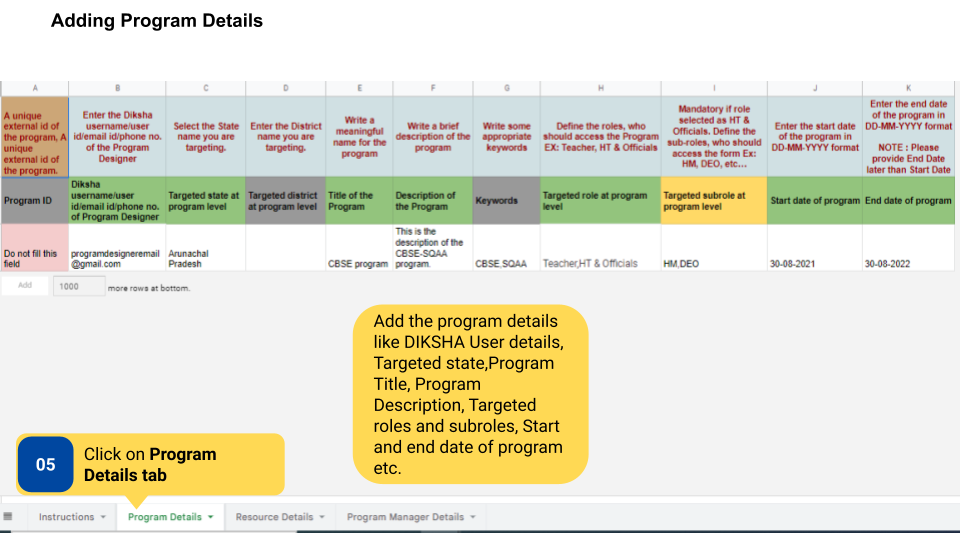 Adding Program Details
A
B
C
D
E
F
G
H
I
J
K
A unique
external id of
the program, A
unique
external id of
the program.
Enter the Diksha
username/user
id/email id/phone no.
of the Program
Designer
Select the State
name you are
targeting.
Enter the District
name you are
targeting.
Write a
meaningful
name for the
program
Write a brief
description of the
program
Write some
appropriate
keywords
Define the roles, who
should access the Program
EX: Teacher, HT & Officials
Mandatory if role
selected as HT &
Officials. Define the
sub-roles, who should
access the form Ex:
HM, DEO, etc...
Enter the start date
of the program in
DD-MM-YYYY format
Enter the end date
of the program in
DD-MM-YYYY format
NOTE : Please
provide End Date
later than Start Date
Program ID
Diksha
username/user
id/email id/phone no.
of Program Designer
Targeted state at
program level
Targeted district
at program level
Title of the
Program
Description of
the Program
Keywords
Targeted role at program
level
Targeted subrole at
program level
Start date of program
End date of program
Do not fill this
field
programdesigneremail
@gmail.com
Arunachal
Pradesh
CBSE program
This is the
description of the
CBSE-SQAA
program.
CBSE,SQAA
Teacher,HT & Officials
HM,DEO
30-08-2021
30-08-2022
Add
1000
more rows at bottom.
Add the program details
like DIKSHA User details,
Targeted state,Program
Title, Program
Description, Targeted
roles and subroles, Start
and end date of program
etc.
05
Click on Program
Details tab
Instructions
Program Details
Resource Details
Program Manager Details